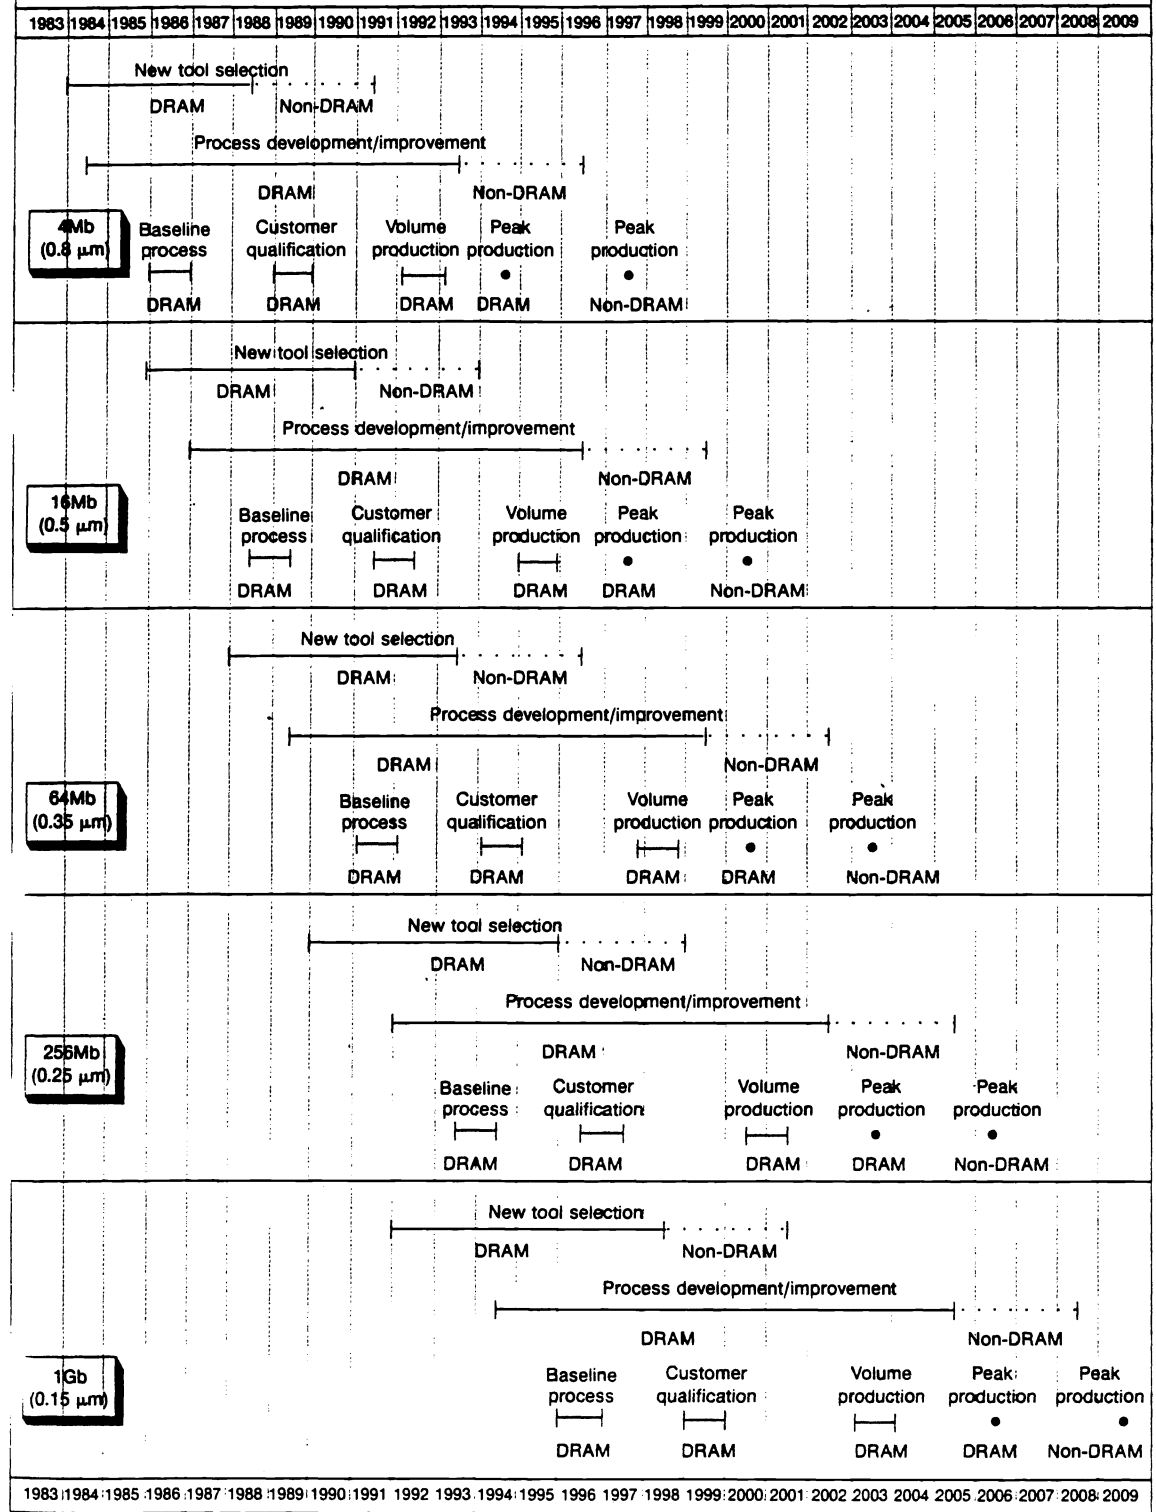 1983 1984 1985 1986 1987 1988 1989 1990 1991 1992 1993 1994 1995 1996 1997 1998 1999 2000 2001 2002 2003 2004 2005 2006 2007 2008 2009
New tool selection
DRAM Non-DRAM
Process development/improvement
DRAM Non-DRAM
4Mb
(0.8 μm)
Baseline process
Customer qualification
Volume production
Peak production
Peak production
DRAM DRAM DRAM DRAM Non-DRAM
New tool selection
DRAM Non-DRAM
Process development/improvement
DRAM Non-DRAM
16Mb
(0.5 μm)
Baseline process
Customer qualification
Volume production
Peak production
Peak production
DRAM DRAM DRAM DRAM Non-DRAM
New tool selection
DRAM Non-DRAM
Process development/improvement
DRAM Non-DRAM
64Mb
(0.35 μm)
Baseline process
Customer qualification
Volume production
Peak production
Peak production
DRAM DRAM DRAM DRAM Non-DRAM
New tool selection
DRAM Non-DRAM
Process development/improvement
DRAM Non-DRAM
256Mb
(0.25 μm)
Baseline process
Customer qualification
Volume production
Peak production
Peak production
DRAM DRAM DRAM DRAM Non-DRAM
New tool selection
DRAM Non-DRAM
Process development/improvement
DRAM Non-DRAM
1Gb
(0.15 μm)
Baseline process
Customer qualification
Volume production
Peak production
Peak production
DRAM DRAM DRAM DRAM Non-DRAM
1983 1984 1985 1986 1987 1988 1989 1990 1991 1992 1993 1994 1995 1996 1997 1998 1999 2000 2001 2002 2003 2004 2005 2006 2007 2008 2009